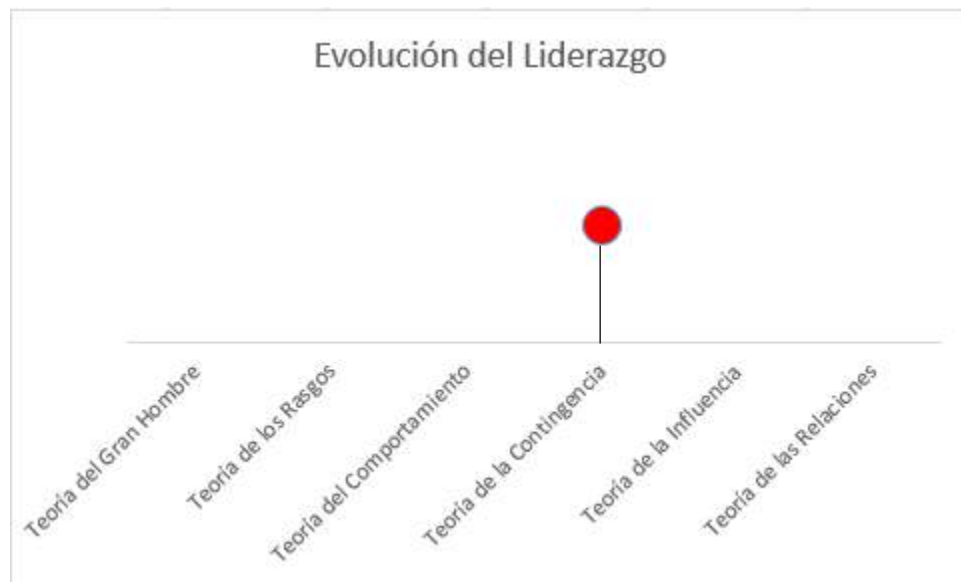 Evolución del Liderazgo
Teoría del Gran Hombre
Teoría de los Rasgos
Teoría del Comportamiento
Teoría de la Contingencia
Teoría de la Influencia
Teoría de las Relaciones